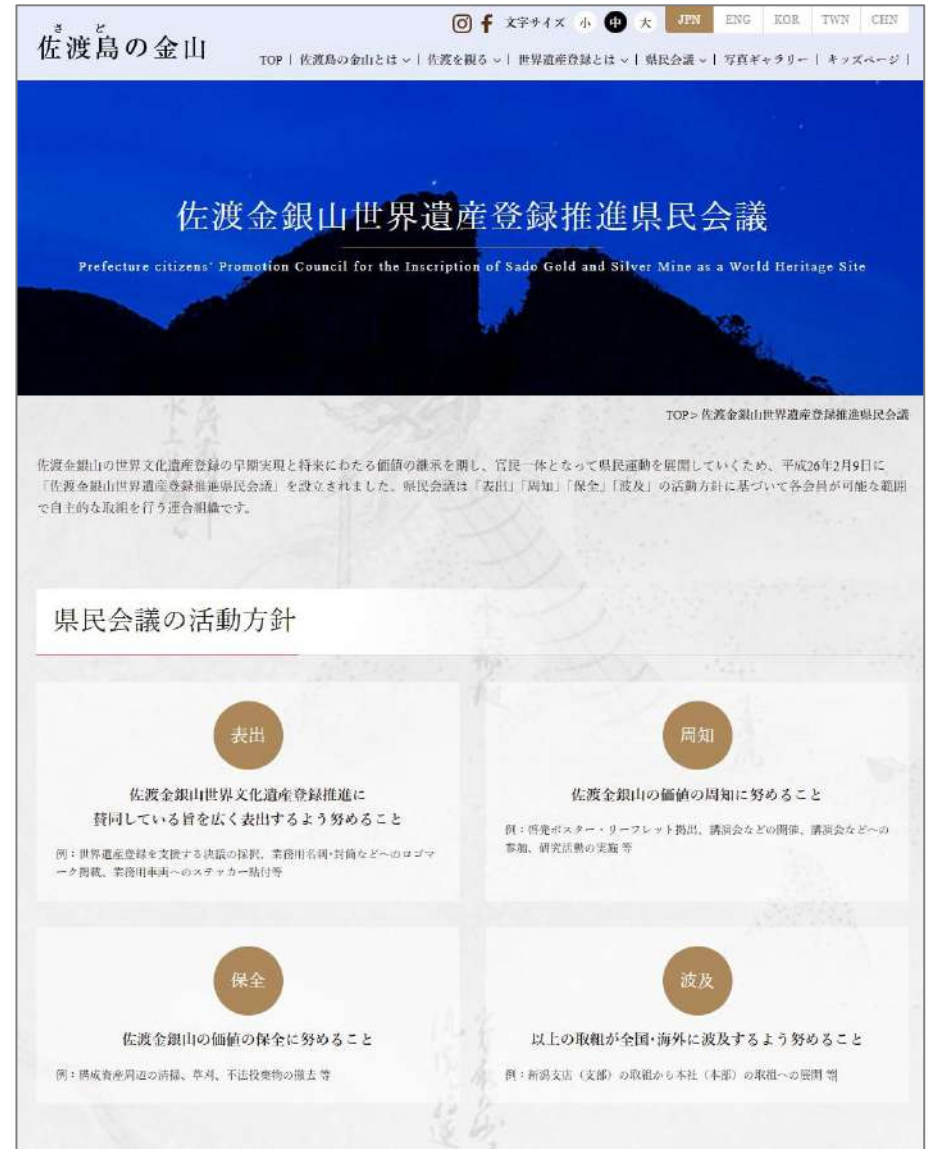 さ ど
佐渡島の金山
文字サイズ 小 中 大 JPN ENG KOR TWN CHN
TOP | 佐渡島の金山とは | 佐渡を観る | 世界遺産登録とは | 県民会議 | 写真ギャラリー | キッズページ |
佐渡金銀山世界遺産登録推進県民会議
Prefecture citizens' Promotion Council for the Inscription of Sado Gold and Silver Mine as a World Heritage Site
TOP> 佐渡金銀山世界遺産登録推進県民会議
佐渡金銀山の世界文化遺産登録の早期実現と将来にわたる価値の継承を期し、官民一体となって県民運動を展開していくため、平成26年2月9日に
「佐渡金銀山世界遺産登録推進県民会議」を設立されました。県民会議は「表出」「周知」「保全」「波及」の活動方針に基づいて各会員が可能な範囲
で自主的な取組を行う連合組織です。
県民会議の活動方針
表出
佐渡金銀山世界文化遺産登録推進に
賛同している旨を広く表出するよう努めること
例：世界遺産登録を支援する決議の採択、業務用名刺・封筒などへのロゴマ
ーク掲載、業務用車両へのステッカー貼付等
周知
佐渡金銀山の価値の周知に努めること
例：啓発ポスター・リーフレット掲出、講演会などの開催、講演会などへの
参加、研究活動の実施 等
保全
佐渡金銀山の価値の保全に努めること
例：構成資産周辺の清掃、草刈、不法投棄物の撤去 等
波及
以上の取組が全国・海外に波及するよう努めること
例：新潟支店（支部）の取組から本社（本部）の取組への展開 等